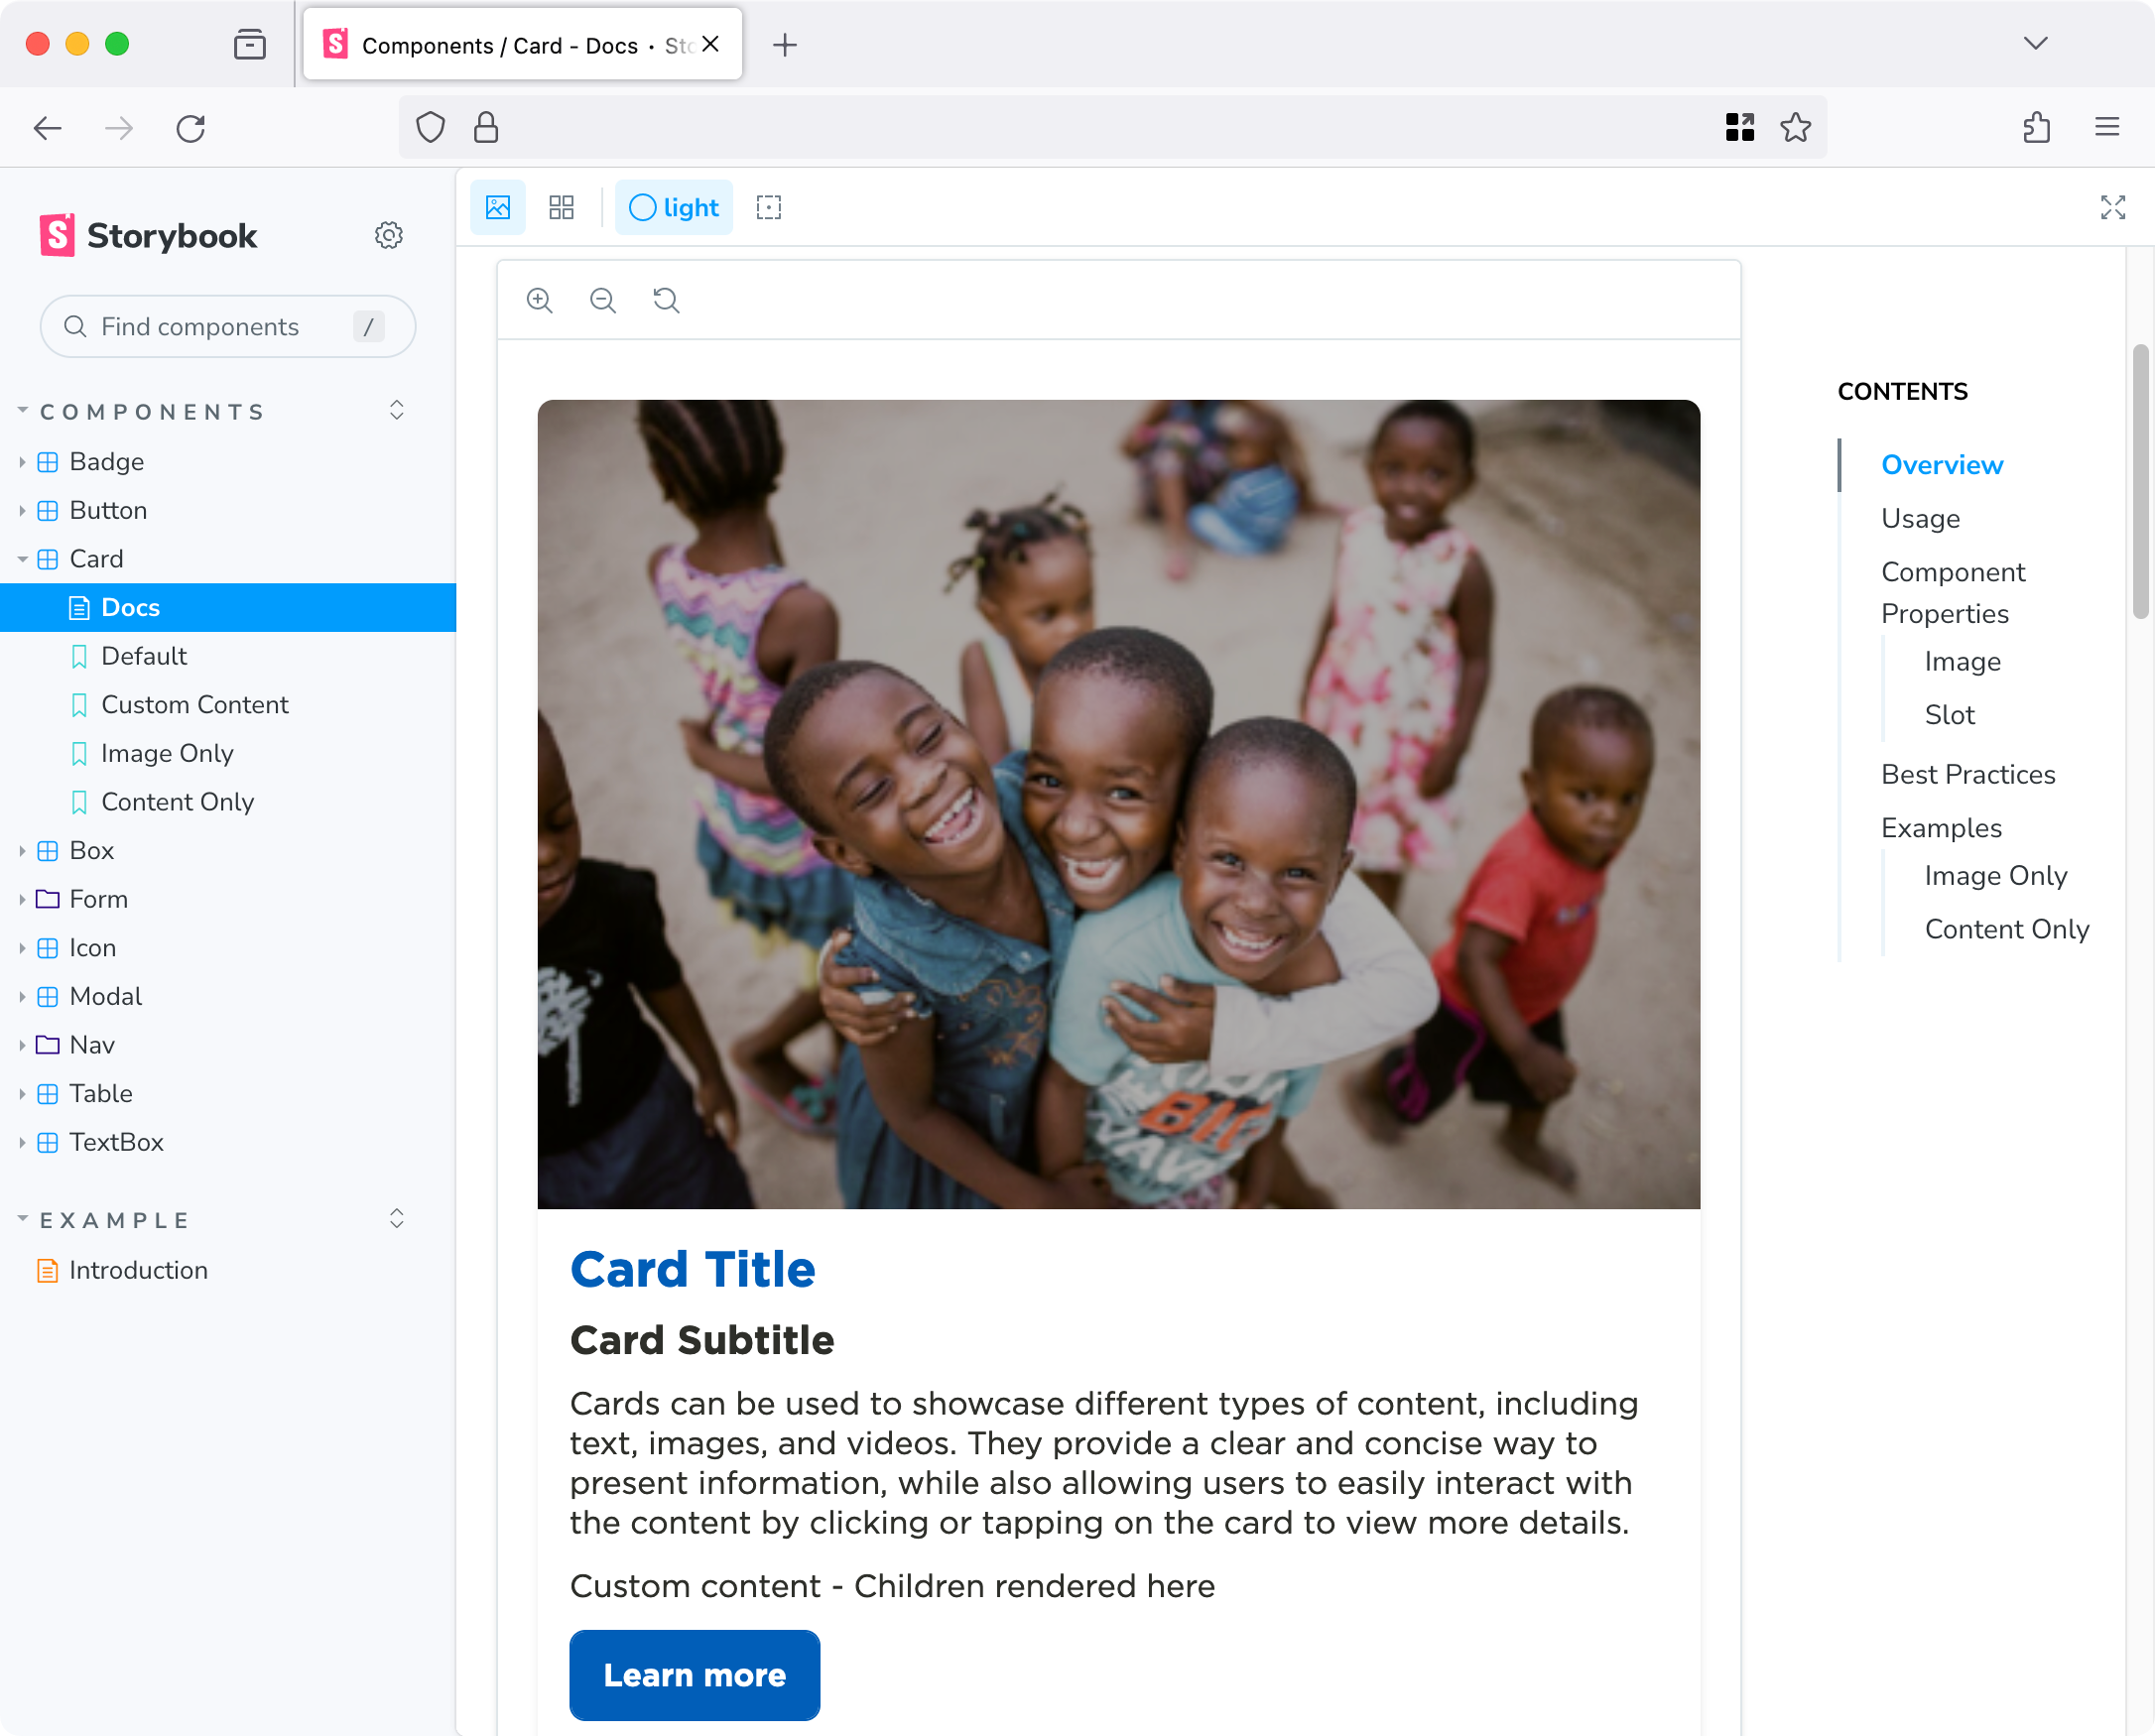 Components / Card - Docs • Sto
Storybook
light
Find components /
COMPONENTS
Badge
Button
Card
Docs
Default
Custom Content
Image Only
Content Only
Box
Form
Icon
Modal
Nav
Table
TextBox
EXAMPLE
Introduction
BIG
Card Title
Card Subtitle
Cards can be used to showcase different types of content, including
text, images, and videos. They provide a clear and concise way to
present information, while also allowing users to easily interact with
the content by clicking or tapping on the card to view more details.
Custom content - Children rendered here
Learn more
CONTENTS
Overview
Usage
Component
Properties
Image
Slot
Best Practices
Examples
Image Only
Content Only